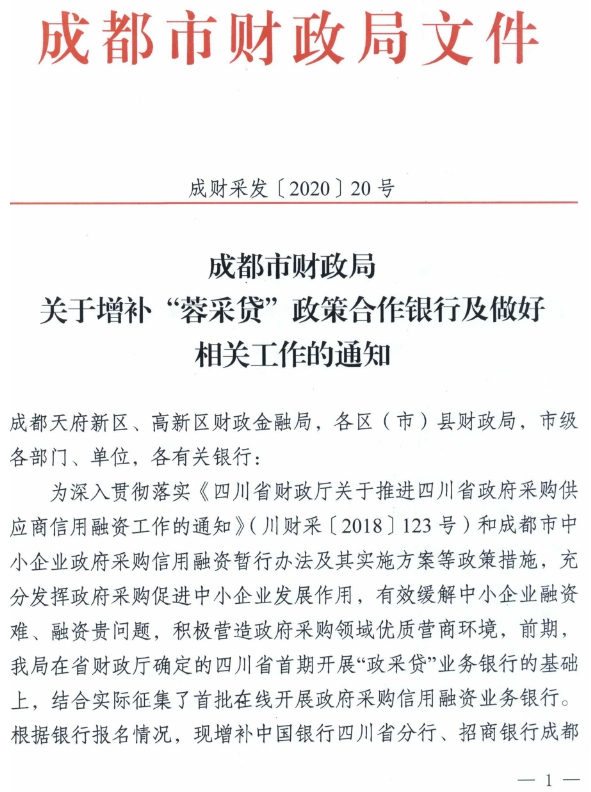 成都市财政局文件
成财采发〔2020〕20号
成都市财政局
关于增补“蓉采贷”政策合作银行及做好
相关工作的通知
成都天府新区、高新区财政金融局，各区（市）县财政局，市级
各部门、单位，各有关银行：
为深入贯彻落实《四川省财政厅关于推进四川省政府采购供
应商信用融资工作的通知》（川财采〔2018〕123号）和成都市中
小企业政府采购信用融资暂行办法及其实施方案等政策措施，充
分发挥政府采购促进中小企业发展作用，有效缓解中小企业融资
难、融资贵问题，积极营造政府采购领域优质营商环境，前期，
我局在省财政厅确定的四川省首期开展“政采贷”业务银行的基础
上，结合实际征集了首批在线开展政府采购信用融资业务银行。
根据银行报名情况，现增补中国银行四川省分行、招商银行成都
— 1 —